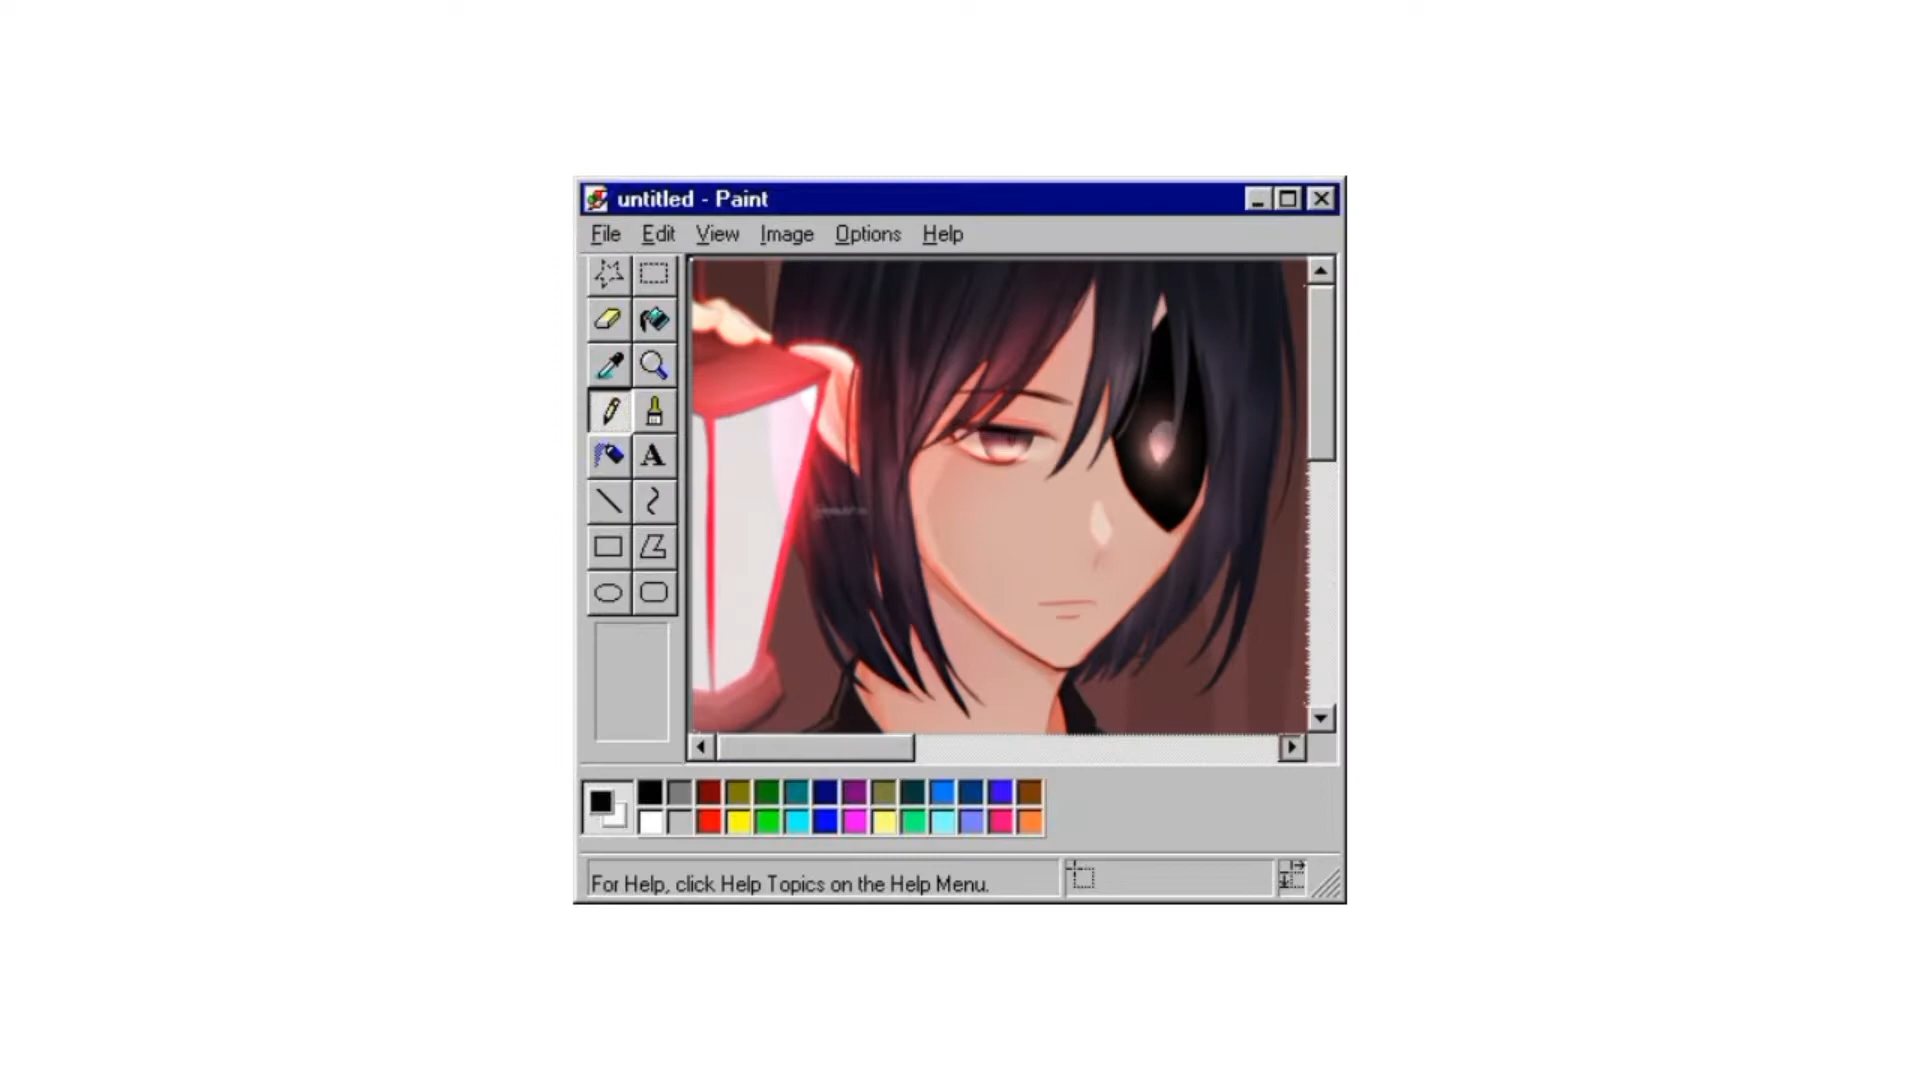 untitled - Paint
File Edit View Image Options Help
A
For Help, click Help Topics on the Help Menu.